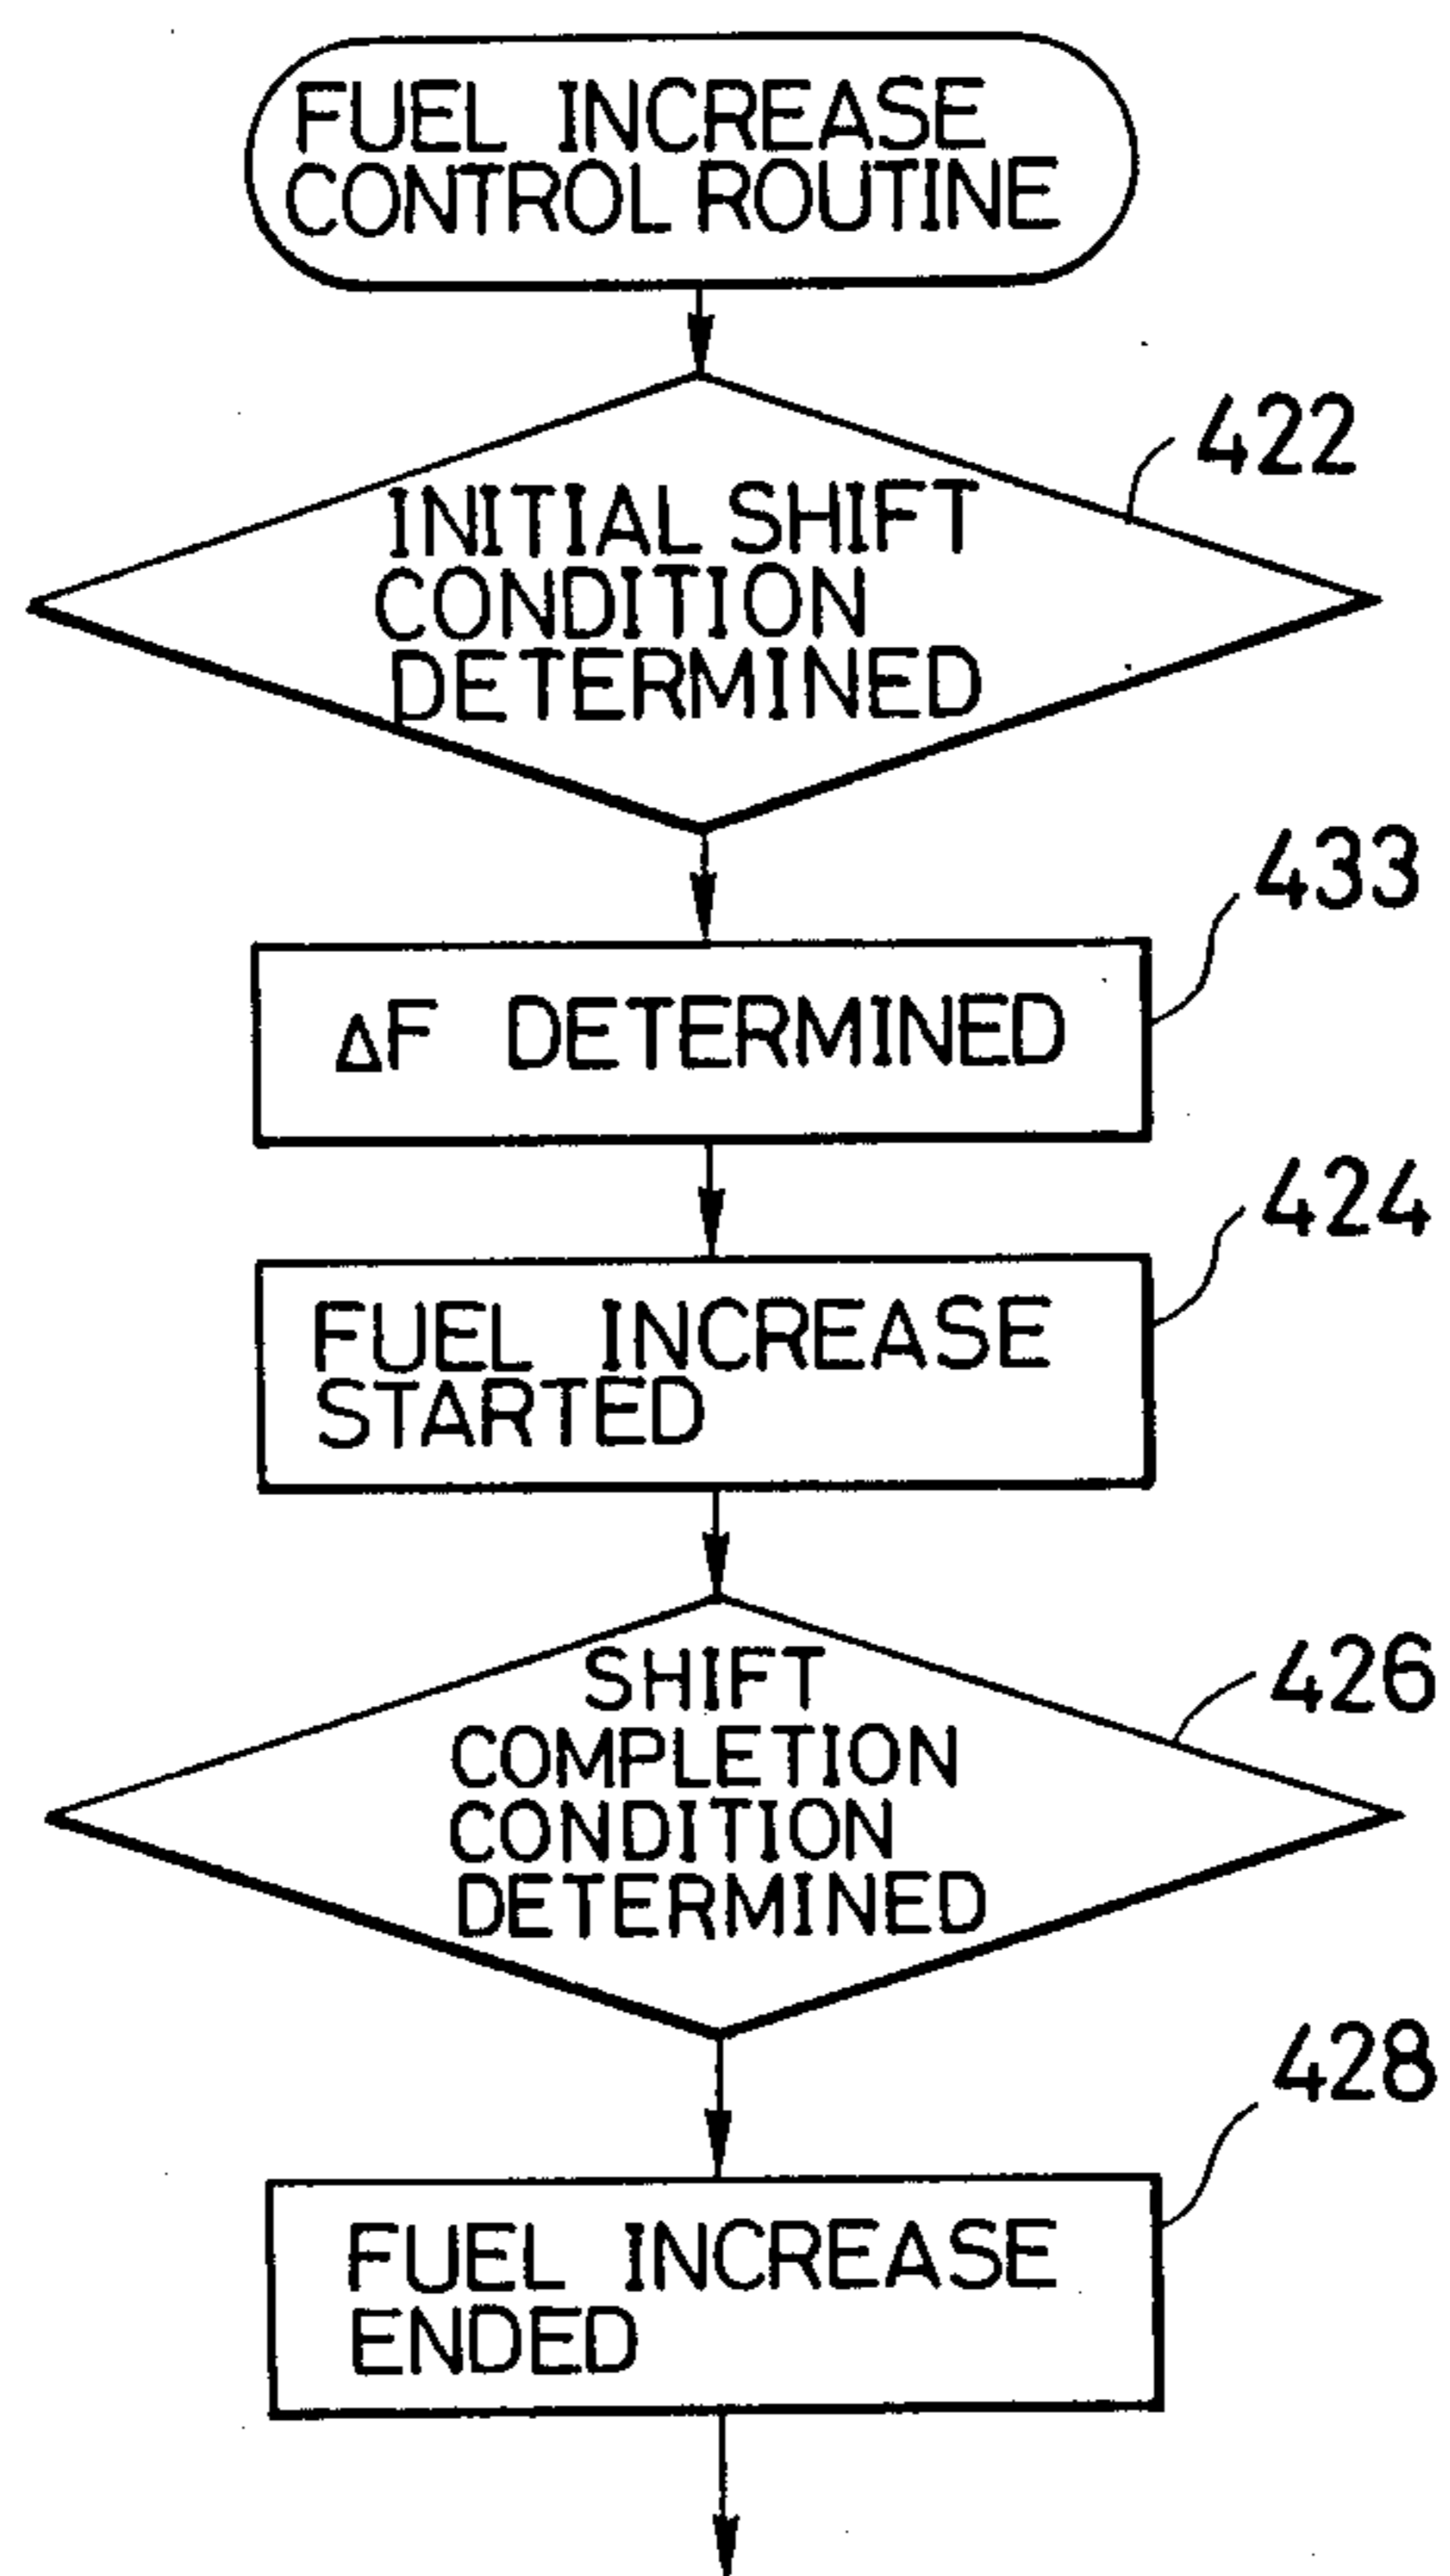 FUEL INCREASE
CONTROL ROUTINE
422
INITIAL SHIFT
CONDITION
DETERMINED
433
ΔF DETERMINED
424
FUEL INCREASE
STARTED
426
SHIFT
COMPLETION
CONDITION
DETERMINED
428
FUEL INCREASE
ENDED